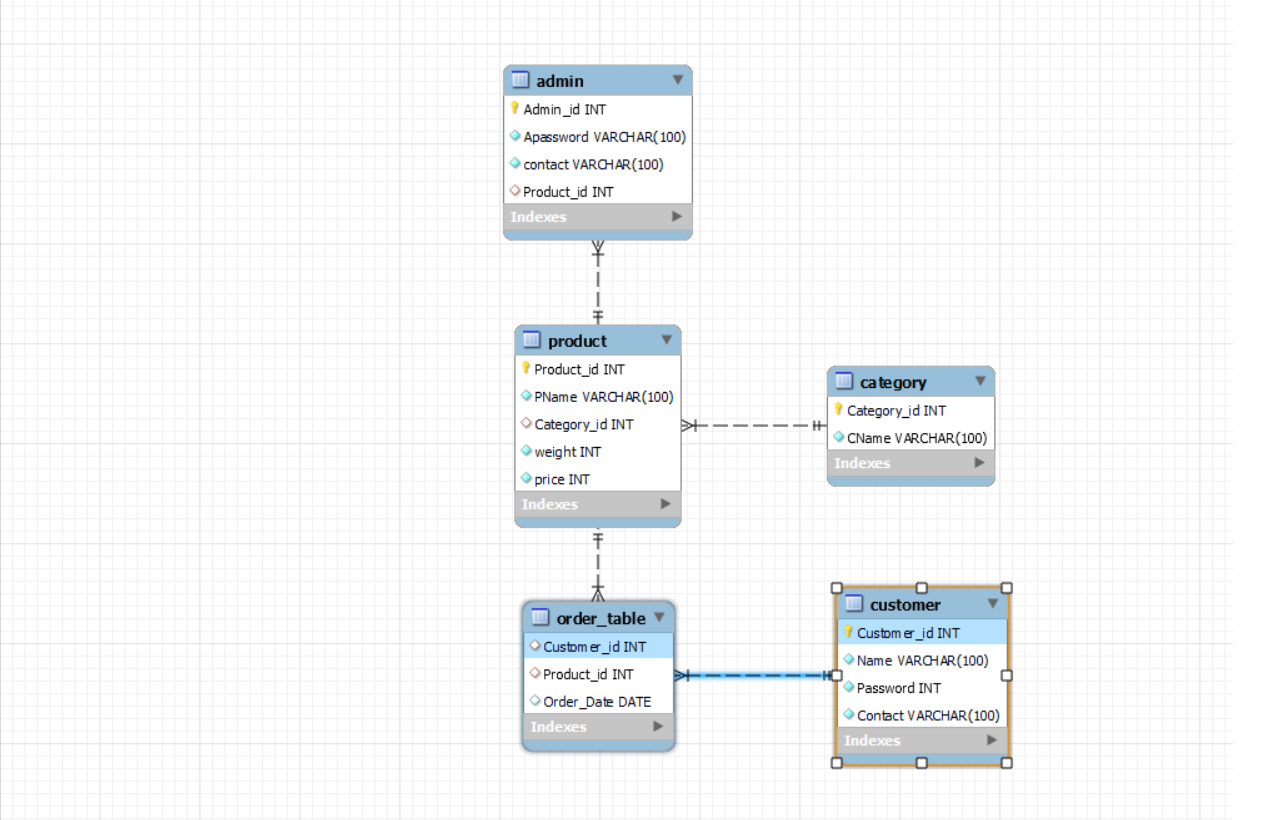 admin
Admin_id INT
Apassword VARCHAR(100)
contact VARCHAR(100)
Product_id INT
Indexes
product
Product_id INT
PName VARCHAR(100)
Category_id INT
weight INT
price INT
Indexes
category
Category_id INT
CName VARCHAR(100)
Indexes
order_table
Customer_id INT
Product_id INT
Order_Date DATE
Indexes
customer
Customer_id INT
Name VARCHAR(100)
Password INT
Contact VARCHAR(100)
Indexes